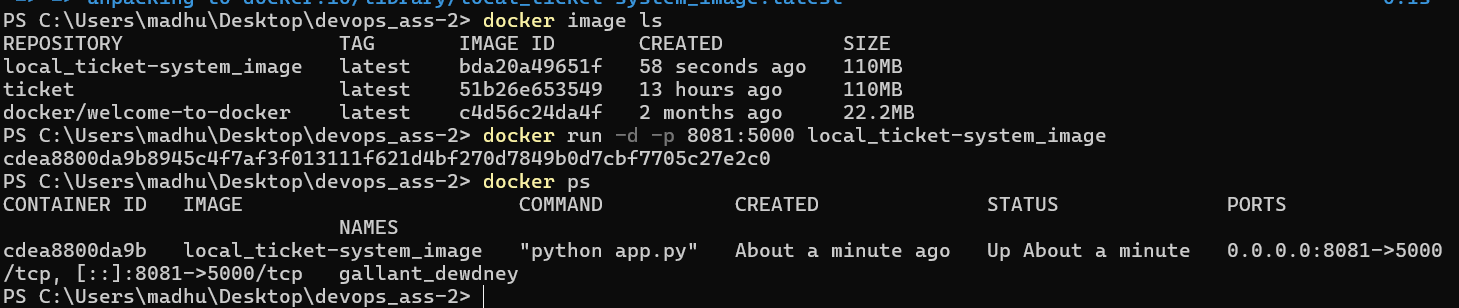 => => unpacking to docker.io/library/local_ticket-system_image:latest 0.1s
PS C:\Users\madhu\Desktop\devops_ass-2> docker image ls
REPOSITORY TAG IMAGE ID CREATED SIZE
local_ticket-system_image latest bda20a49651f 58 seconds ago 110MB
ticket latest 51b26e653549 13 hours ago 110MB
docker/welcome-to-docker latest c4d56c24da4f 2 months ago 22.2MB
PS C:\Users\madhu\Desktop\devops_ass-2> docker run -d -p 8081:5000 local_ticket-system_image
cdea8800da9b8945c4f7af3f013111f621d4bf270d7849b0d7cbf7705c27e2c0
PS C:\Users\madhu\Desktop\devops_ass-2> docker ps
CONTAINER ID IMAGE COMMAND CREATED STATUS PORTS
NAMES
cdea8800da9b local_ticket-system_image "python app.py" About a minute ago Up About a minute 0.0.0.0:8081->5000
/tcp, [::]:8081->5000/tcp gallant_dewdney
PS C:\Users\madhu\Desktop\devops_ass-2>